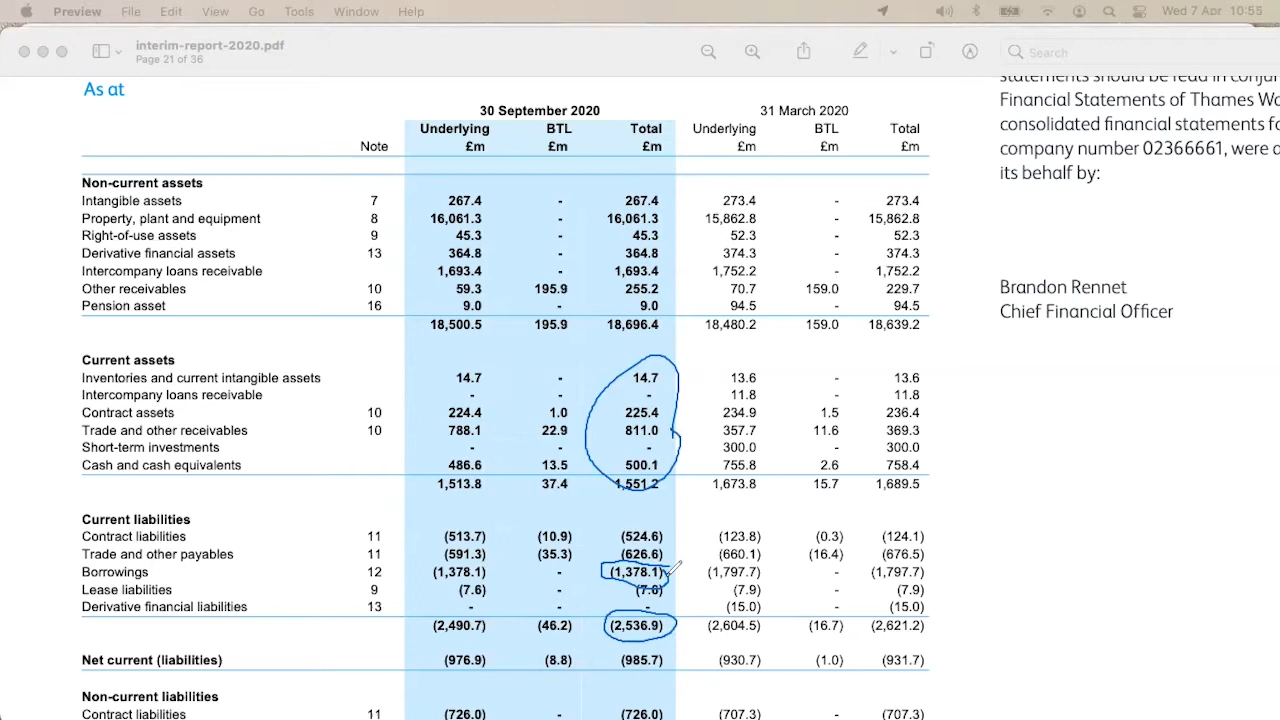 Preview File Edit View Go Tools Window Help Wed 7 Apr 10:55
interim-report-2020.pdf
Page 21 of 36
Search
As at
30 September 2020 31 March 2020
Underlying BTL Total Underlying BTL Total
Note £m £m £m £m £m £m
Non-current assets
Intangible assets 7 267.4 - 267.4 273.4 - 273.4
Property, plant and equipment 8 16,061.3 - 16,061.3 15,862.8 - 15,862.8
Right-of-use assets 9 45.3 - 45.3 52.3 - 52.3
Derivative financial assets 13 364.8 - 364.8 374.3 - 374.3
Intercompany loans receivable 1,693.4 - 1,693.4 1,752.2 - 1,752.2
Other receivables 10 59.3 195.9 255.2 70.7 159.0 229.7
Pension asset 16 9.0 - 9.0 94.5 - 94.5
18,500.5 195.9 18,696.4 18,480.2 159.0 18,639.2
Current assets
Inventories and current intangible assets 14.7 - 14.7 13.6 - 13.6
Intercompany loans receivable - - - 11.8 - 11.8
Contract assets 10 224.4 1.0 225.4 234.9 1.5 236.4
Trade and other receivables 10 788.1 22.9 811.0 357.7 11.6 369.3
Short-term investments - - - 300.0 - 300.0
Cash and cash equivalents 486.6 13.5 500.1 755.8 2.6 758.4
1,513.8 37.4 1,551.2 1,673.8 15.7 1,689.5
Current liabilities
Contract liabilities 11 (513.7) (10.9) (524.6) (123.8) (0.3) (124.1)
Trade and other payables 11 (591.3) (35.3) (626.6) (660.1) (16.4) (676.5)
Borrowings 12 (1,378.1) - (1,378.1) (1,797.7) - (1,797.7)
Lease liabilities 9 (7.6) - (7.6) (7.9) - (7.9)
Derivative financial liabilities 13 - - - (15.0) - (15.0)
(2,490.7) (46.2) (2,536.9) (2,604.5) (16.7) (2,621.2)
Net current (liabilities) (976.9) (8.8) (985.7) (930.7) (1.0) (931.7)
Non-current liabilities
Contract liabilities 11 (726.0) - (726.0) (707.3) - (707.3)
statements should be read in conjur
Financial Statements of Thames Wa
consolidated financial statements fo
company number 02366661, were a
its behalf by:
Brandon Rennet
Chief Financial Officer